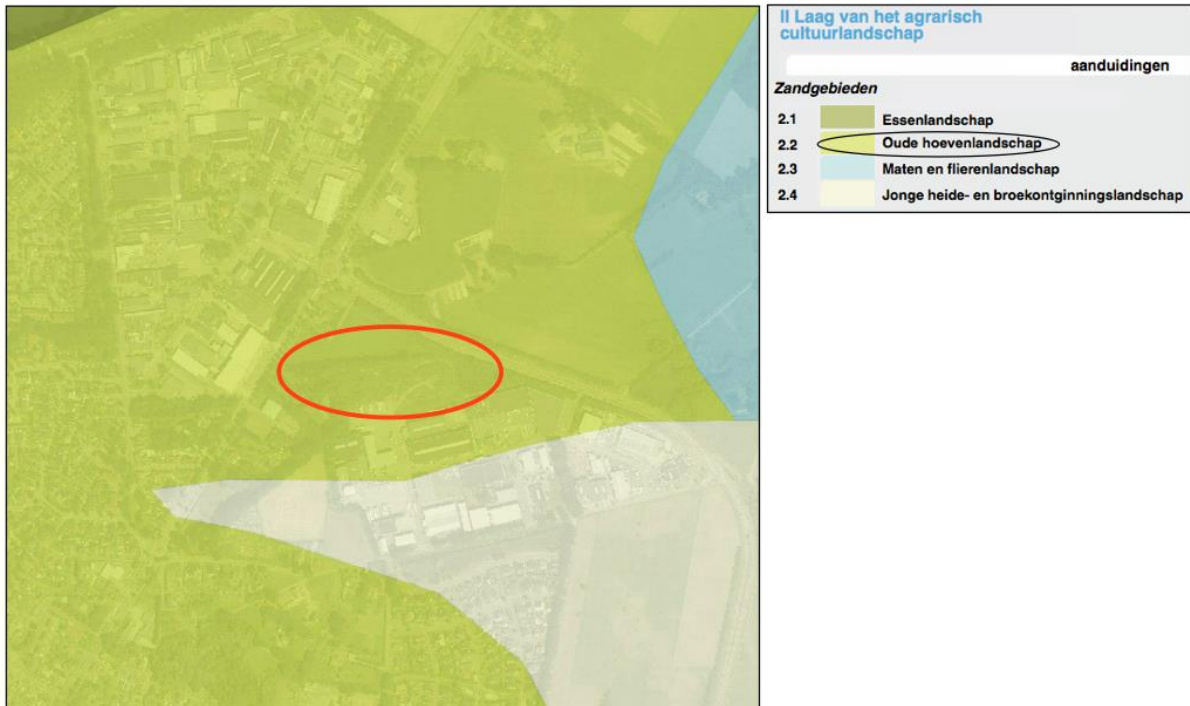 II Laag van het agrarisch
cultuurlandschap
aanduidingen
Zandgebieden
2.1 Essenlandschap
2.2 Oude hoevenlandschap
2.3 Maten en flierenlandschap
2.4 Jonge heide- en broekontginningslandschap